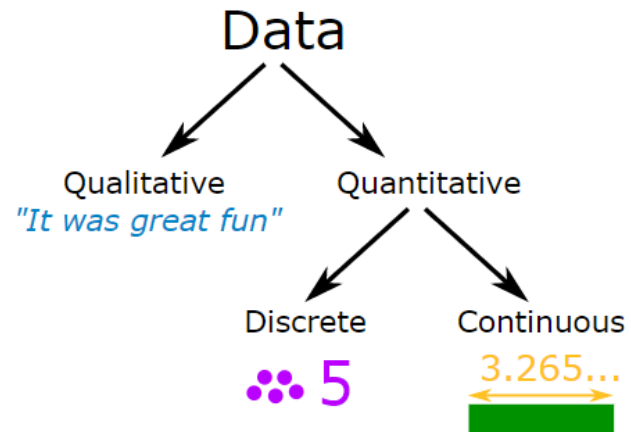 Data
Qualitative
"It was great fun"
Quantitative
Discrete
5
Continuous
3.265...